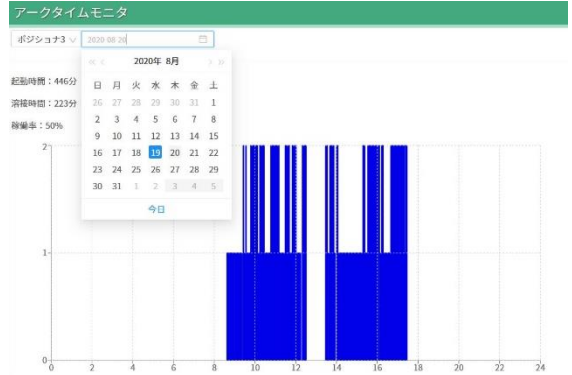 アークタイムモニタ
ポジショナ3 2020-08-20
2020年 8月
起動時間:446分
溶接時間:223分
稼働率:50%
日 月 火 水 木 金 土
26 27 28 29 30 31 1
2 3 4 5 6 7 8
9 10 11 12 13 14 15
16 17 18 19 20 21 22
23 24 25 26 27 28 29
30 31 1 2 3 4 5
今日
2
1
0
0 2 4 6 8 10 12 14 16 18 20 22 24